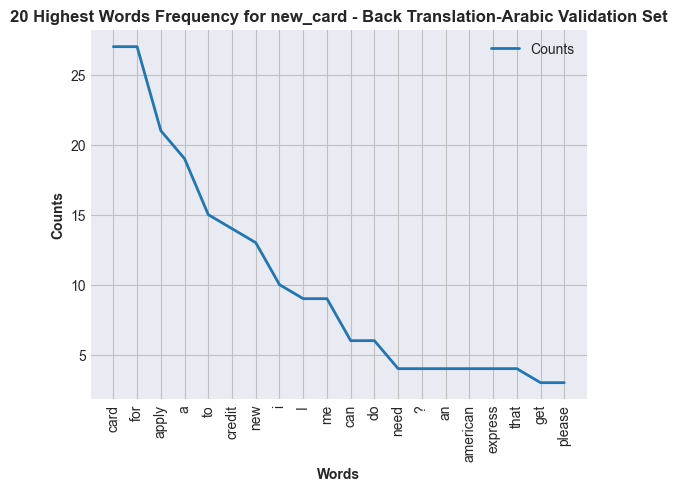 20 Highest Words Frequency for new_card - Back Translation-Arabic Validation Set
Counts
25
20
15
10
5
Counts
card
for
apply
a
to
credit
new
i
I
me
can
do
need
?
an
american
express
that
get
please
Words